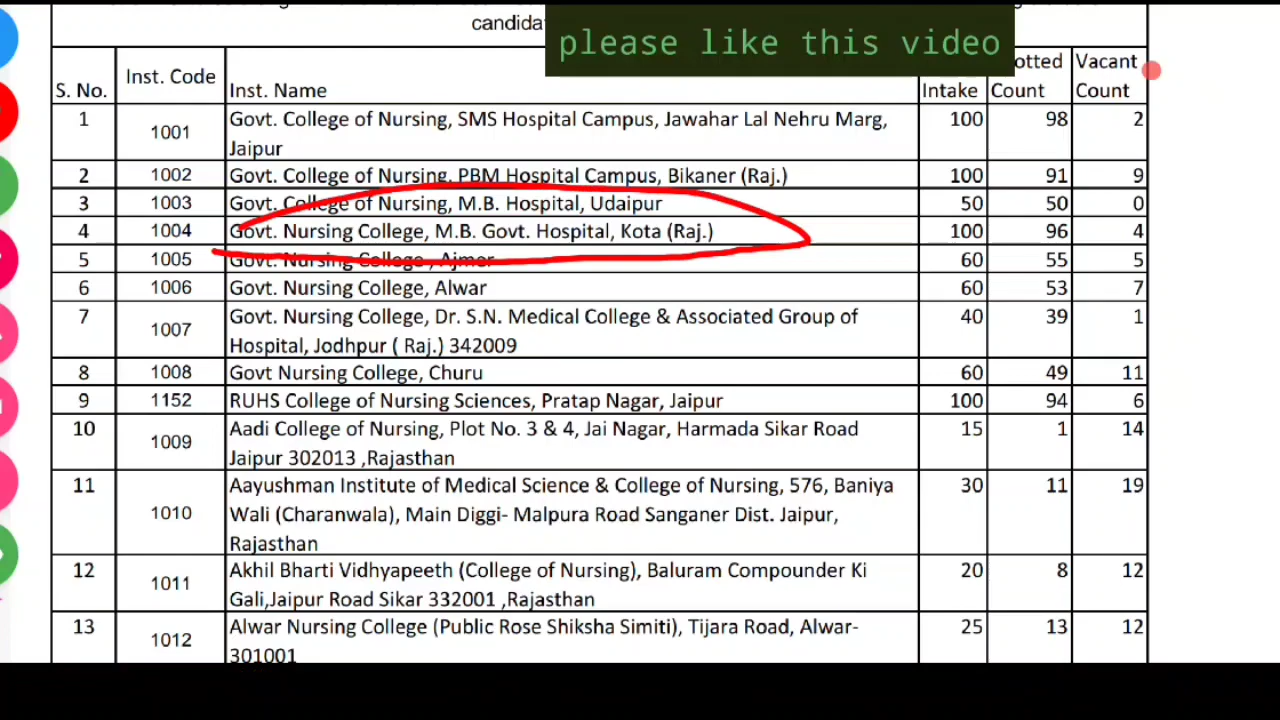 candida
please like this video
S. No. Inst. Code Inst. Name Intake otted Count Vacant Count
1 1001 Govt. College of Nursing, SMS Hospital Campus, Jawahar Lal Nehru Marg, 100 98 2
Jaipur
2 1002 Govt. College of Nursing, PBM Hospital Campus, Bikaner (Raj.) 100 91 9
3 1003 Govt. College of Nursing, M.B. Hospital, Udaipur 50 50 0
4 1004 Govt. Nursing College, M.B. Govt. Hospital, Kota (Raj.) 100 96 4
5 1005 Govt. Nursing College , Ajmer 60 55 5
6 1006 Govt. Nursing College, Alwar 60 53 7
7 1007 Govt. Nursing College, Dr. S.N. Medical College & Associated Group of 40 39 1
Hospital, Jodhpur ( Raj.) 342009
8 1008 Govt Nursing College, Churu 60 49 11
9 1152 RUHS College of Nursing Sciences, Pratap Nagar, Jaipur 100 94 6
10 1009 Aadi College of Nursing, Plot No. 3 & 4, Jai Nagar, Harmada Sikar Road 15 1 14
Jaipur 302013 ,Rajasthan
11 1010 Aayushman Institute of Medical Science & College of Nursing, 576, Baniya 30 11 19
Wali (Charanwala), Main Diggi- Malpura Road Sanganer Dist. Jaipur,
Rajasthan
12 1011 Akhil Bharti Vidhyapeeth (College of Nursing), Baluram Compounder Ki 20 8 12
Gali,Jaipur Road Sikar 332001 ,Rajasthan
13 1012 Alwar Nursing College (Public Rose Shiksha Simiti), Tijara Road, Alwar- 25 13 12
301001